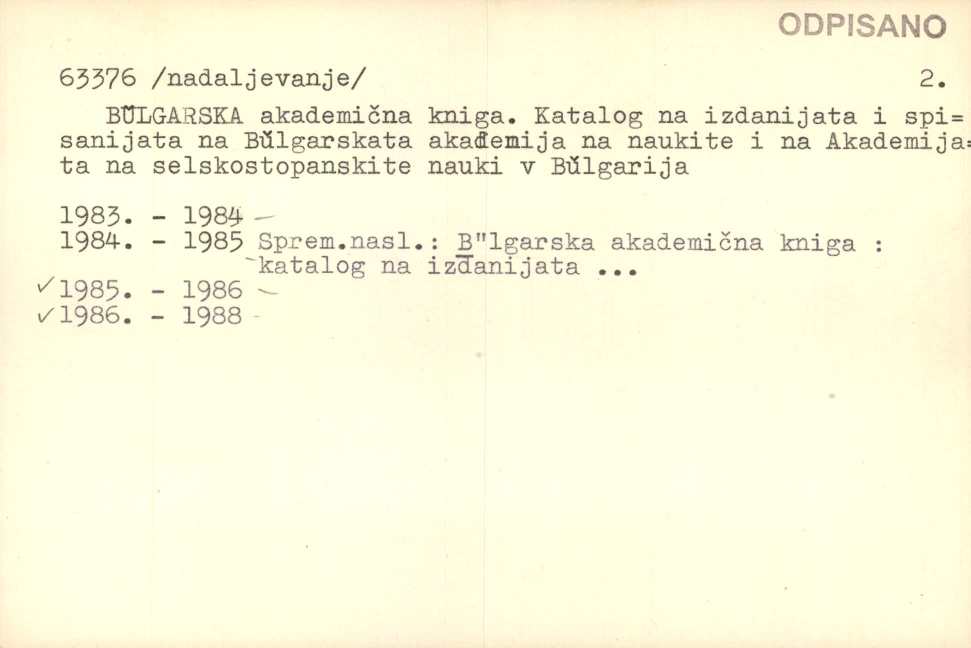 ODPISANO
63376 /nadaljevanje/ 2.
BŬLGARSKA akademična kniga. Katalog na izdanijata i spi=
sanijata na Bŭlgarskata akademija na naukite i na Akademija=
ta na selskostopanskite nauki v Bŭlgarija
1983. - 1984 -
1984. - 1985 Sprem.nasl.: B"lgarska akademična kniga :
katalog na izdanijata ...
✓1985. - 1986 -
✓1986. - 1988 -